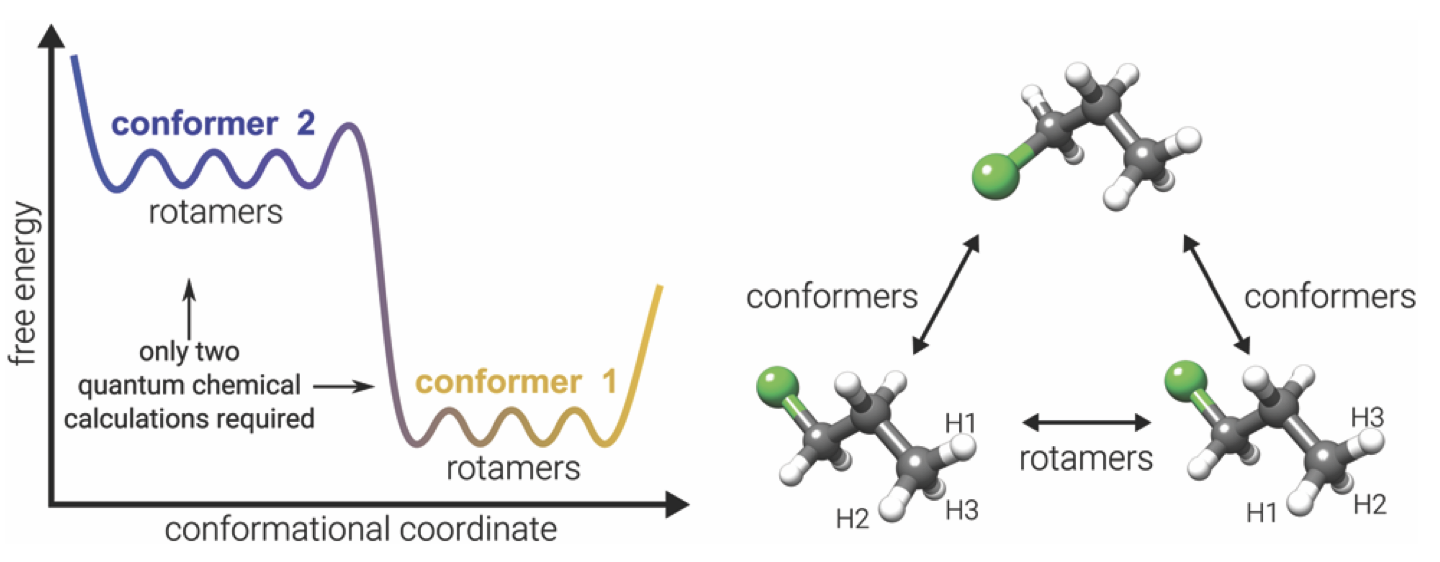 free energy
conformer 2
rotamers
only two
quantum chemical
calculations required
conformer 1
rotamers
conformational coordinate
conformers
conformers
rotamers
H1
H2
H3
H3
H1
H2